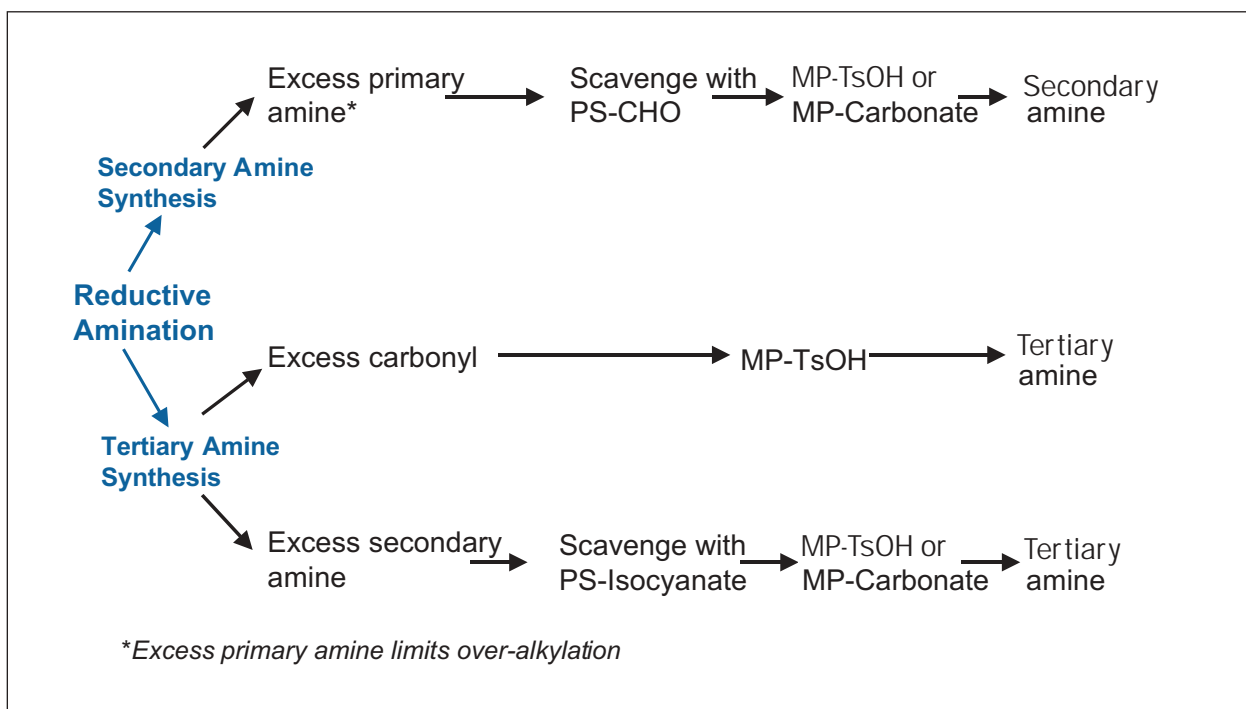 Excess primary
amine*
Scavenge with
PS-CHO
MP-TsOH or
MP-Carbonate
Secondary
amine
Secondary Amine
Synthesis
Reductive
Amination
Excess carbonyl
MP-TsOH
Tertiary
amine
Tertiary Amine
Synthesis
Excess secondary
amine
Scavenge with
PS-Isocyanate
MP-TsOH or
MP-Carbonate
Tertiary
amine
*Excess primary amine limits over-alkylation